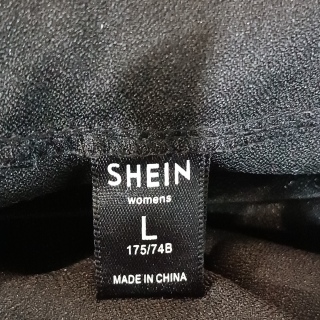 SHEIN
womens
L
175/74B
MADE IN CHINA